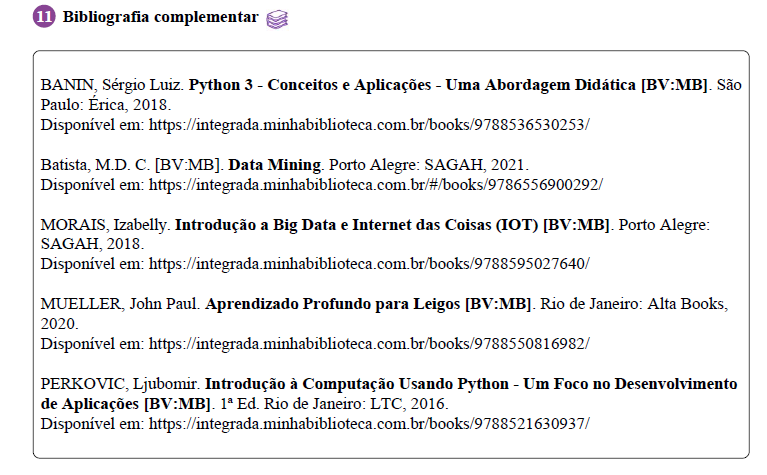 11 Bibliografia complementar
BANIN, Sérgio Luiz. Python 3 - Conceitos e Aplicações - Uma Abordagem Didática [BV:MB]. São
Paulo: Érica, 2018.
Disponível em: https://integrada.minhabiblioteca.com.br/books/9788536530253/
Batista, M.D. C. [BV:MB]. Data Mining. Porto Alegre: SAGAH, 2021.
Disponível em: https://integrada.minhabiblioteca.com.br/#/books/9786556900292/
MORAIS, Izabelly. Introdução a Big Data e Internet das Coisas (IOT) [BV:MB]. Porto Alegre:
SAGAH, 2018.
Disponível em: https://integrada.minhabiblioteca.com.br/books/9788595027640/
MUELLER, John Paul. Aprendizado Profundo para Leigos [BV:MB]. Rio de Janeiro: Alta Books,
2020.
Disponível em: https://integrada.minhabiblioteca.com.br/books/9788550816982/
PERKOVIC, Ljubomir. Introdução à Computação Usando Python - Um Foco no Desenvolvimento
de Aplicações [BV:MB]. 1ª Ed. Rio de Janeiro: LTC, 2016.
Disponível em: https://integrada.minhabiblioteca.com.br/books/9788521630937/